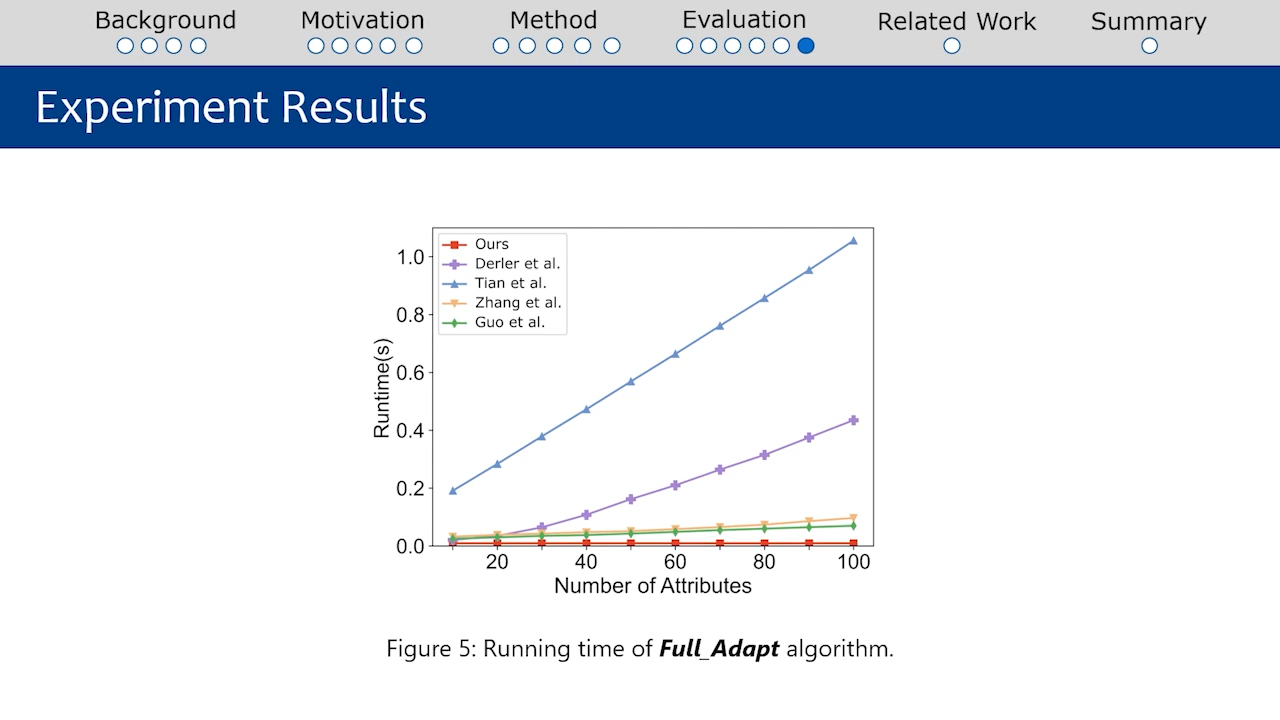 Background Motivation Method Evaluation Related Work Summary
Experiment Results
Ours
Derler et al.
Tian et al.
Zhang et al.
Guo et al.
1.0
0.8
0.6
0.4
0.2
0.0
Runtime(s)
20 40 60 80 100
Number of Attributes
Figure 5: Running time of Full_Adapt algorithm.